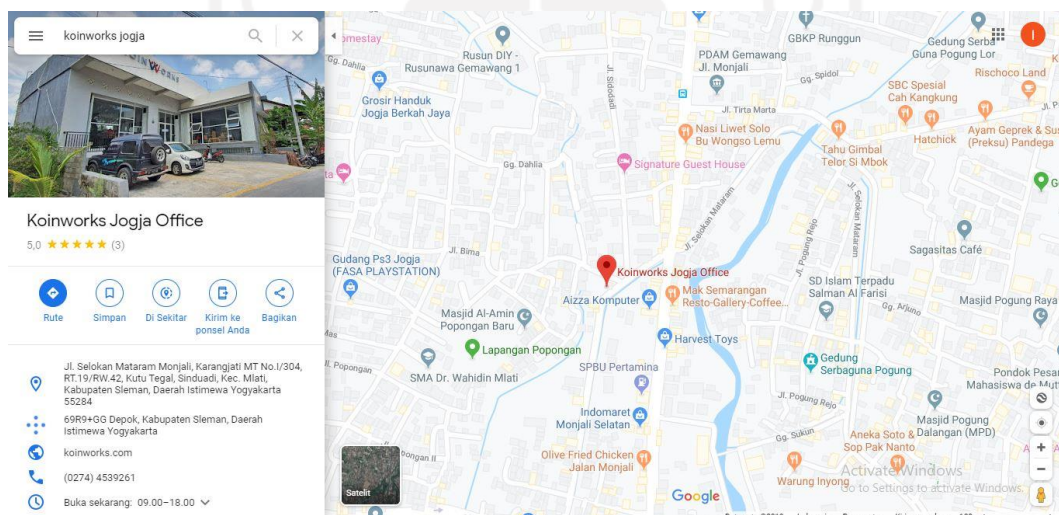 koinworks jogja
KOINWORKS
Koinworks Jogja Office
5,0 ★★★★★ (3)
Rute
Simpan
Di Sekitar
Kirim ke
ponsel Anda
Bagikan
Jl. Selokan Mataram Monjali, Karangjati MT No.I/304,
RT.19/RW.42, Kutu Tegal, Sinduadi, Kec. Mlati,
Kabupaten Sleman, Daerah Istimewa Yogyakarta
55284
69R9+GG Depok, Kabupaten Sleman, Daerah
Istimewa Yogyakarta
koinworks.com
(0274) 4539261
Buka sekarang: 09.00–18.00
Gg. Dahlia
Rusun DIY -
Rusunawa Gemawang 1
Grosir Handuk
Jogja Berkah Jaya
Jl. Sidodadi
PDAM Gemawang
Jl. Monjali
GBKP Runggun
Gedung Serba
Guna Pogung Lor
I
Gg. Spidol
Rischoco Land
SBC Spesial
Cah Kangkung
Jl. Tirta Marta
Nasi Liwet Solo
Bu Wongso Lemu
Tahu Gimbal
Telor Si Mbok
Hatchick
Ayam Geprek & Su
(Preksu) Pandega
Gg. Dahlia
Signature Guest House
Jl. Selokan Mataram
Jl. Selokan Mataram
Jl. Pogung Rejo
Sagasitas Café
Jl. Bima
Gudang Ps3 Jogja
(FASA PLAYSTATION)
Koinworks Jogja Office
Aizza Komputer
Mak Semarangan
Resto-Gallery-Coffee...
SD Islam Terpadu
Salman Al Farisi
Gg. Arjuno
Masjid Pogung Raya
Masjid Al-Amin
Popongan Baru
Harvest Toys
Lapangan Popongan
Jl. Popongan
SMA Dr. Wahidin Mlati
SPBU Pertamina
Gedung
Serbaguna Pogung
Pondok Pesa
Mahasiswa de Mut
Jl. Pogung Rejo
Indomaret
Monjali Selatan
Masjid Pogung
Dalangan (MPD)
Gg. Sukun
Aneka Soto &
Sop Pak Nanto
Olive Fried Chicken
Jalan Monjali
Warung Inyong
Activate Windows
Go to Settings to activate Windows.
Satelit
Google